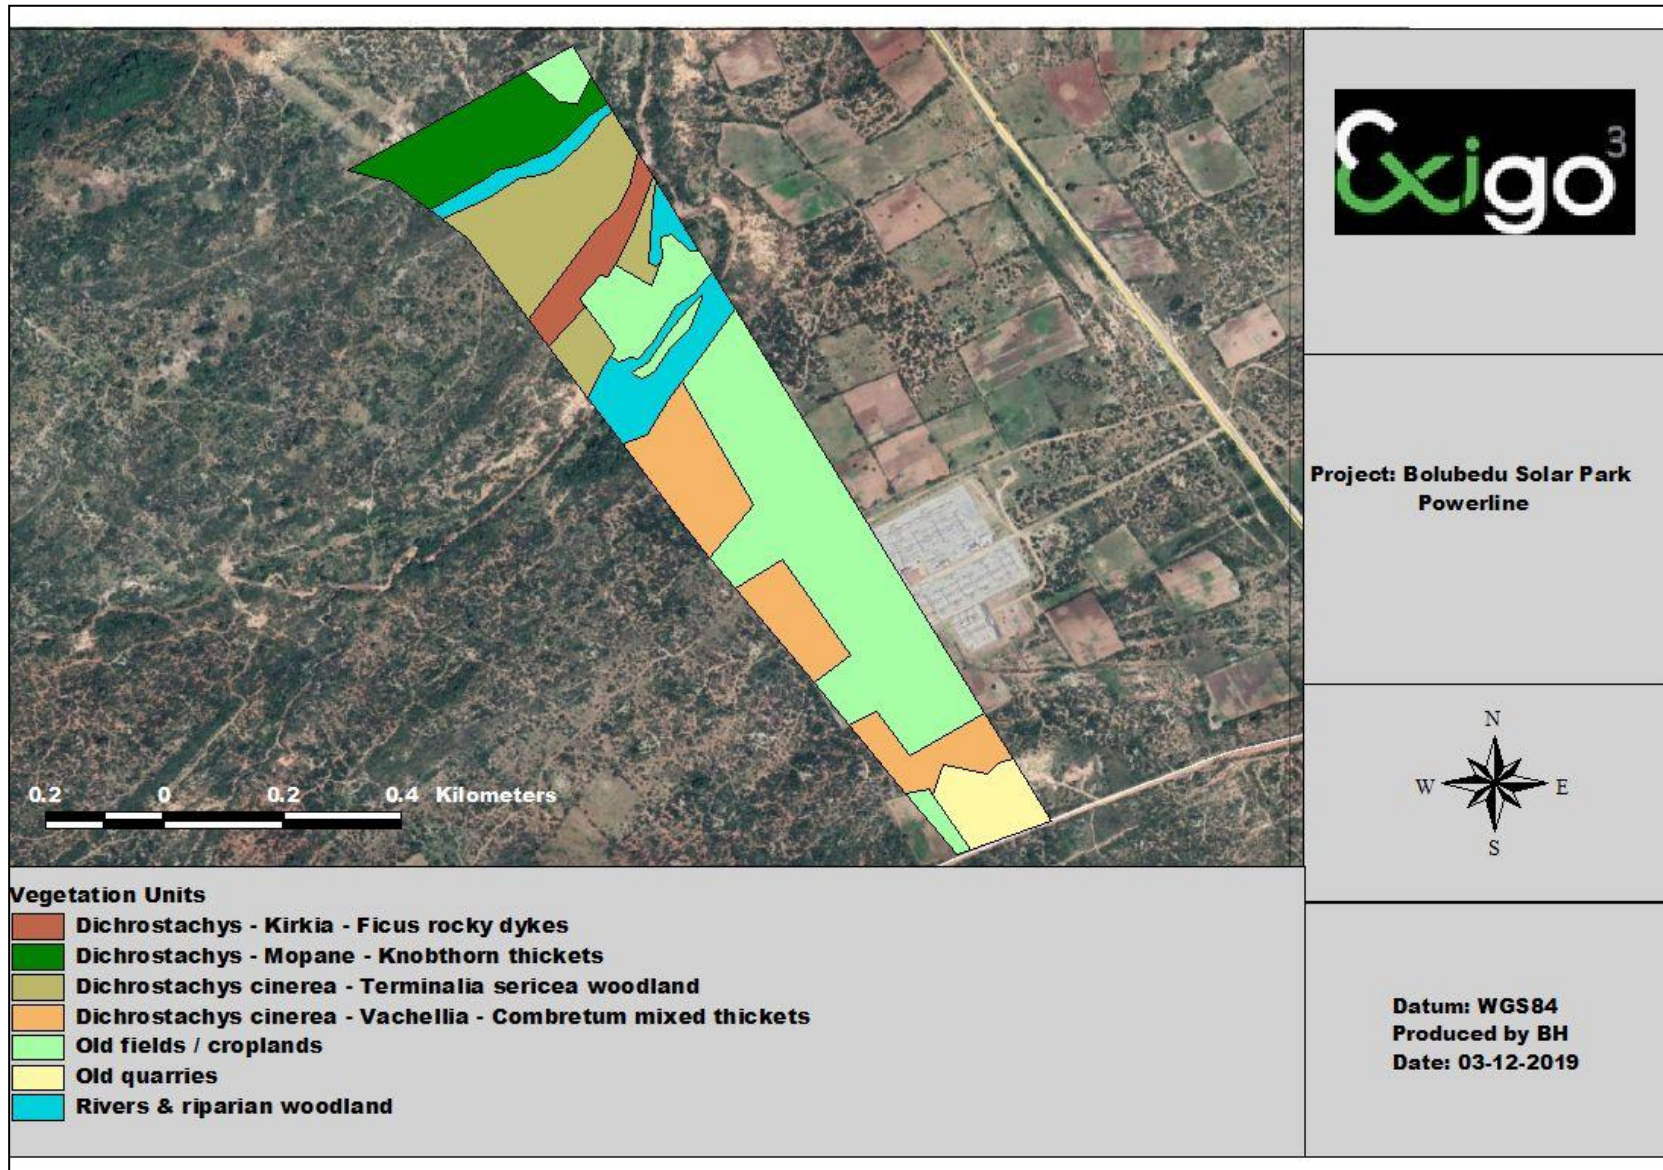 Exigo3
Project: Bolubedu Solar Park
Powerline
N
W E
S
0.2 0 0.2 0.4 Kilometers
Vegetation Units
Dichrostachys - Kirkia - Ficus rocky dykes
Dichrostachys - Mopane - Knobthorn thickets
Dichrostachys cinerea - Terminalia sericea woodland
Dichrostachys cinerea - Vachellia - Combretum mixed thickets
Old fields / croplands
Old quarries
Rivers & riparian woodland
Datum: WGS84
Produced by BH
Date: 03-12-2019